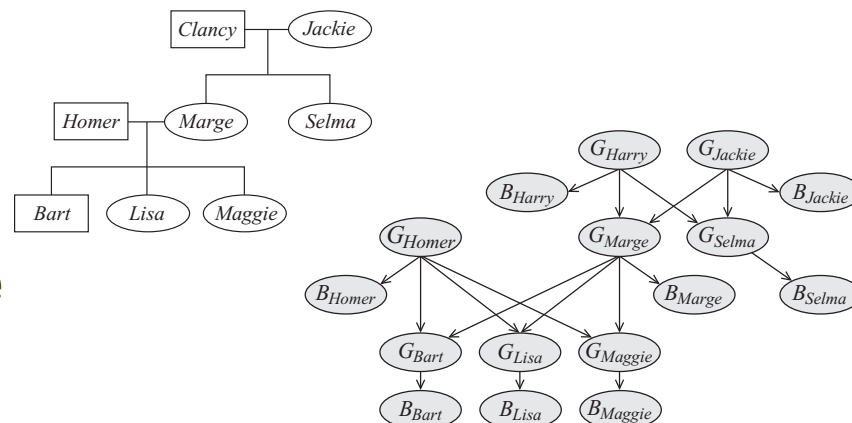 Clancy Jackie
Homer Marge Selma
Bart Lisa Maggie
G_Harry G_Jackie
B_Harry B_Jackie
G_Homer G_Marge G_Selma
B_Homer B_Marge B_Selma
G_Bart G_Lisa G_Maggie
B_Bart B_Lisa B_Maggie
e